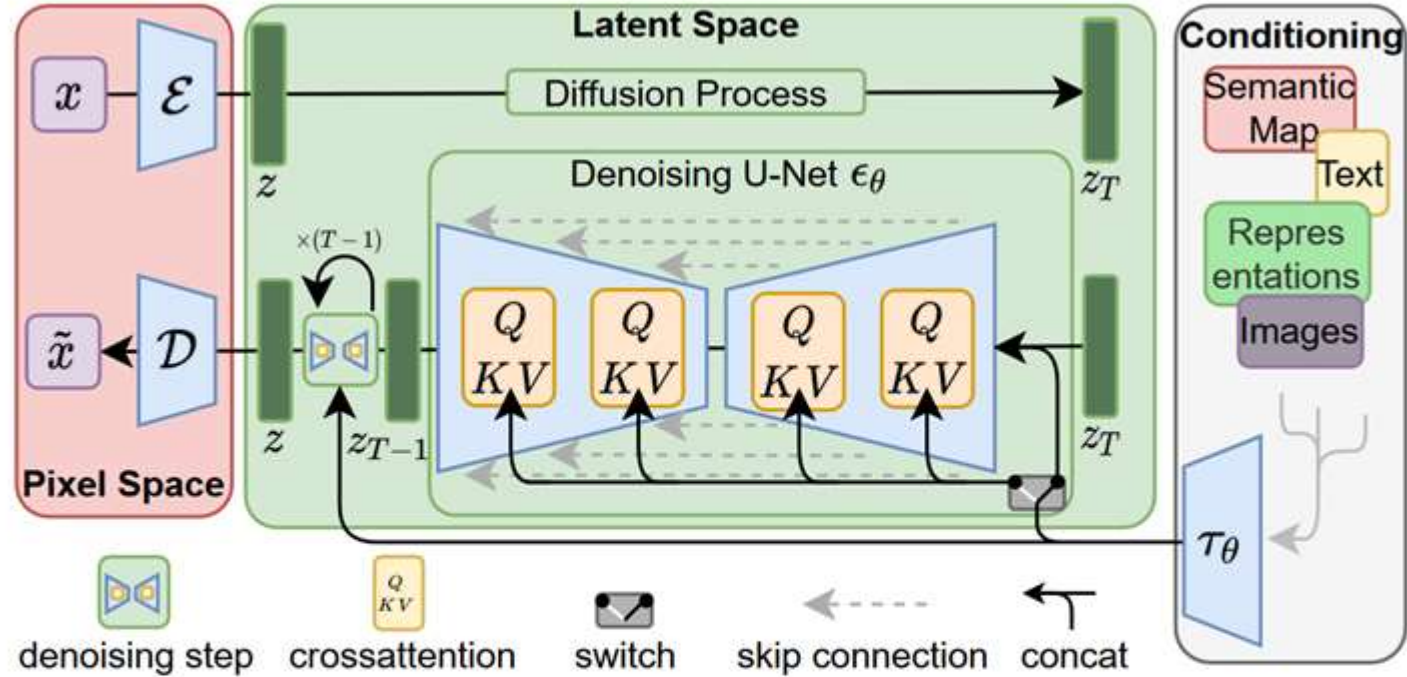 Latent Space
Conditioning
x
ℰ
Diffusion Process
Semantic
Map
Text
z
Denoising U-Net ϵ_θ
z_T
×(T−1)
Repres
entations
Images
Q
KV
Q
KV
Q
KV
Q
KV
x̃
𝒟
z
z_{T−1}
z_T
Pixel Space
τ_θ
Q
KV
denoising step
crossattention
switch
skip connection
concat